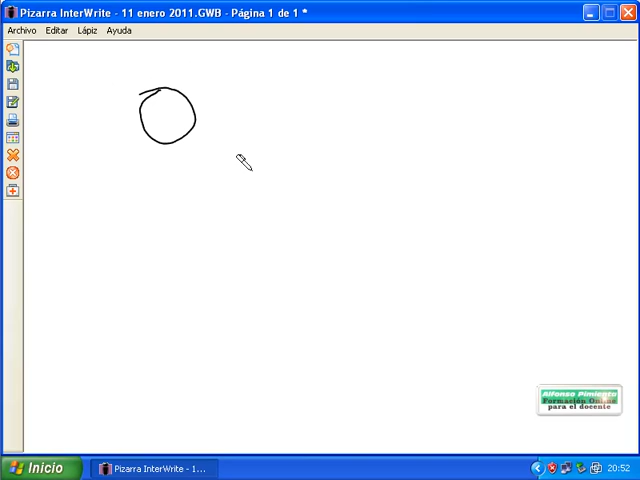 Pizarra InterWrite - 11 enero 2011.GWB - Página 1 de 1 *
Archivo Editar Lápiz Ayuda
Alfonso Pimienta
Formación Online
para el docente
Inicio
Pizarra InterWrite - 1...
20:52